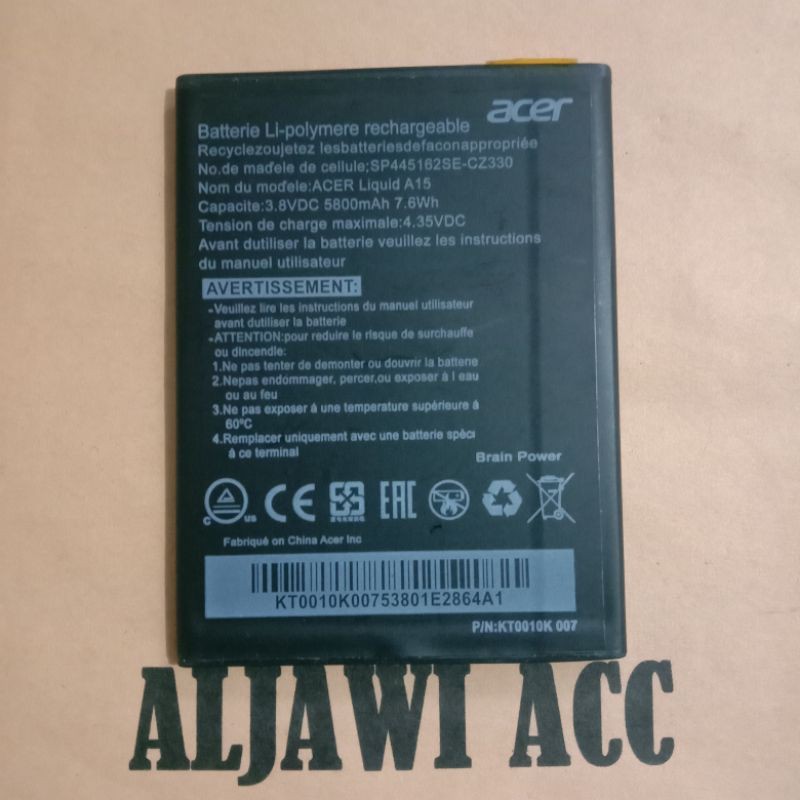 acer
Batterie Li-polymere rechargeable
Recyclezoujetez lesbatteriesdefaconappropriée
No.de madele de cellule;SP445162SE-CZ330
Nom du modele:ACER Liquid A15
Capacite:3.8VDC 5800mAh 7.6Wh
Tension de charge maximale:4.35VDC
Avant dutiliser la batterie veuillez les instructions
du manuel utilisateur
AVERTISSEMENT:
-Veuillez lire les instructions du manuel utilisateur
avant dutiliser la batterie
-ATTENTION:pour reduire le risque de surchauffe
ou dincendie:
1.Ne pas tenter de demonter ou douvrir la battene
2.Nepas endommager, percer,ou exposer à l eau
ou au feu
3.Ne pas exposer á une temperature supérieure á
60ºC
4.Remplacer uniquement avec une batterie spéci
á ce terminal
Brain Power
C US CE EAC
Fabriqué on China Acer Inc
KT0010K00753801E2864A1
P/N:KT0010K 007
ALJAWI ACC